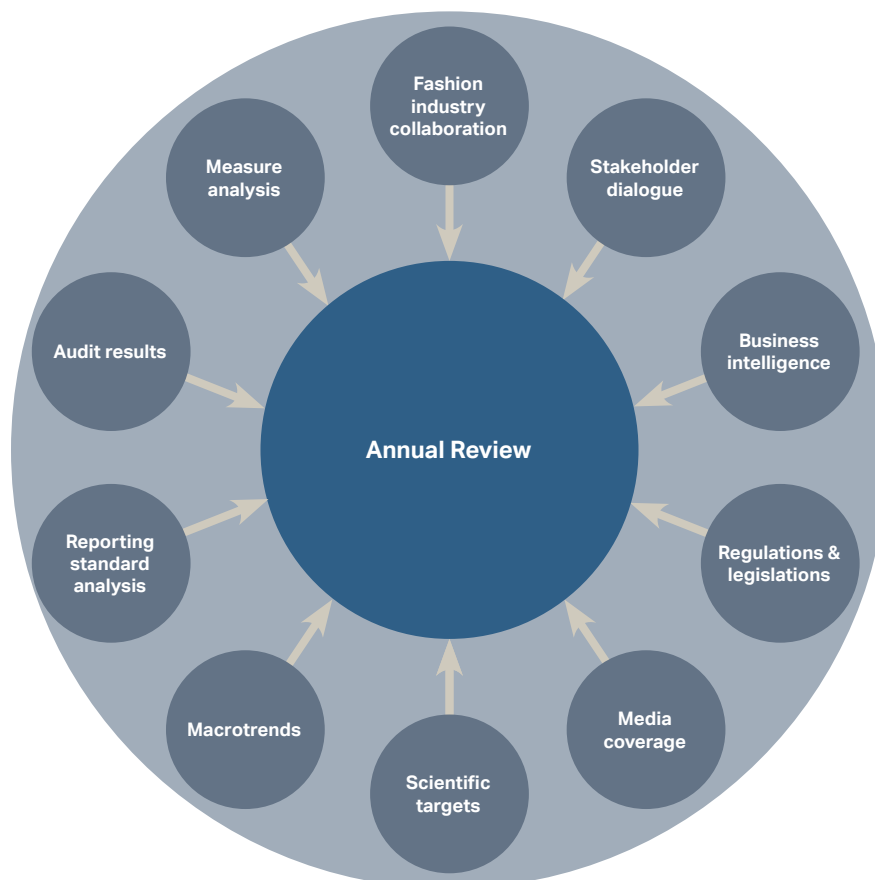 Fashion
industry
collaboration
Stakeholder
dialogue
Business
intelligence
Regulations &
legislations
Media
coverage
Scientific
targets
Macrotrends
Reporting
standard
analysis
Audit results
Measure
analysis
Annual Review